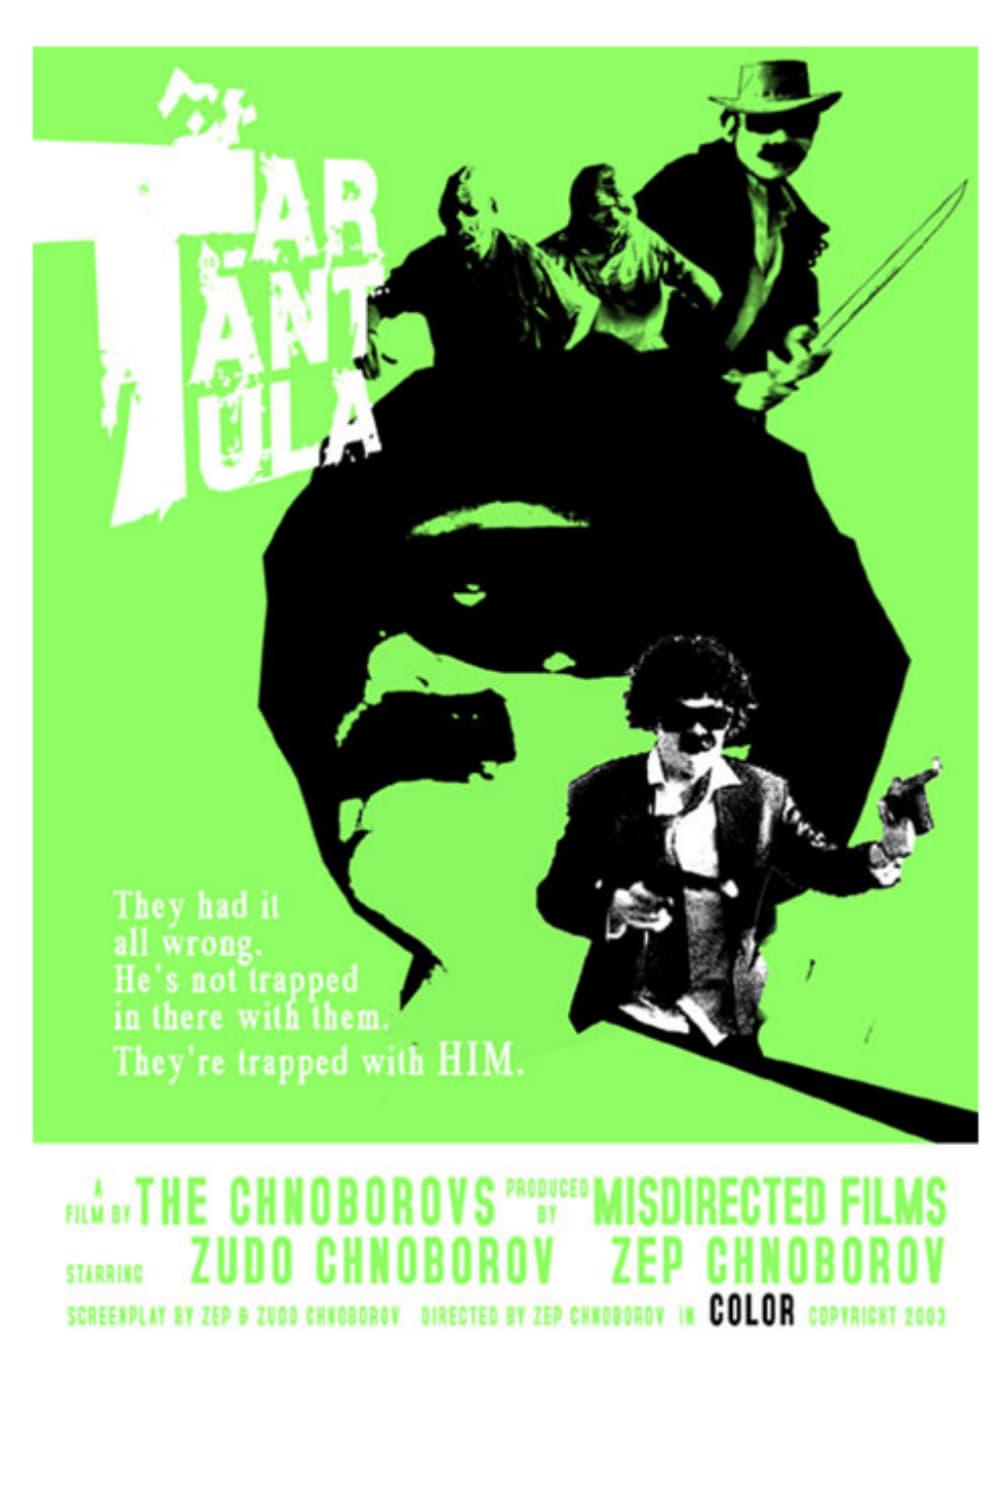 TAR
ANT
ULA
They had it
all wrong.
He's not trapped
in there with them.
They're trapped with HIM.
A FILM BY THE CHNOBOROVS PRODUCED BY MISDIRECTED FILMS
STARRING ZUDO CHNOBOROV ZEP CHNOBOROV
SCREENPLAY BY ZEP & ZUDO CHNOBOROV DIRECTED BY ZEP CHNOBOROV IN COLOR COPYRIGHT 2003